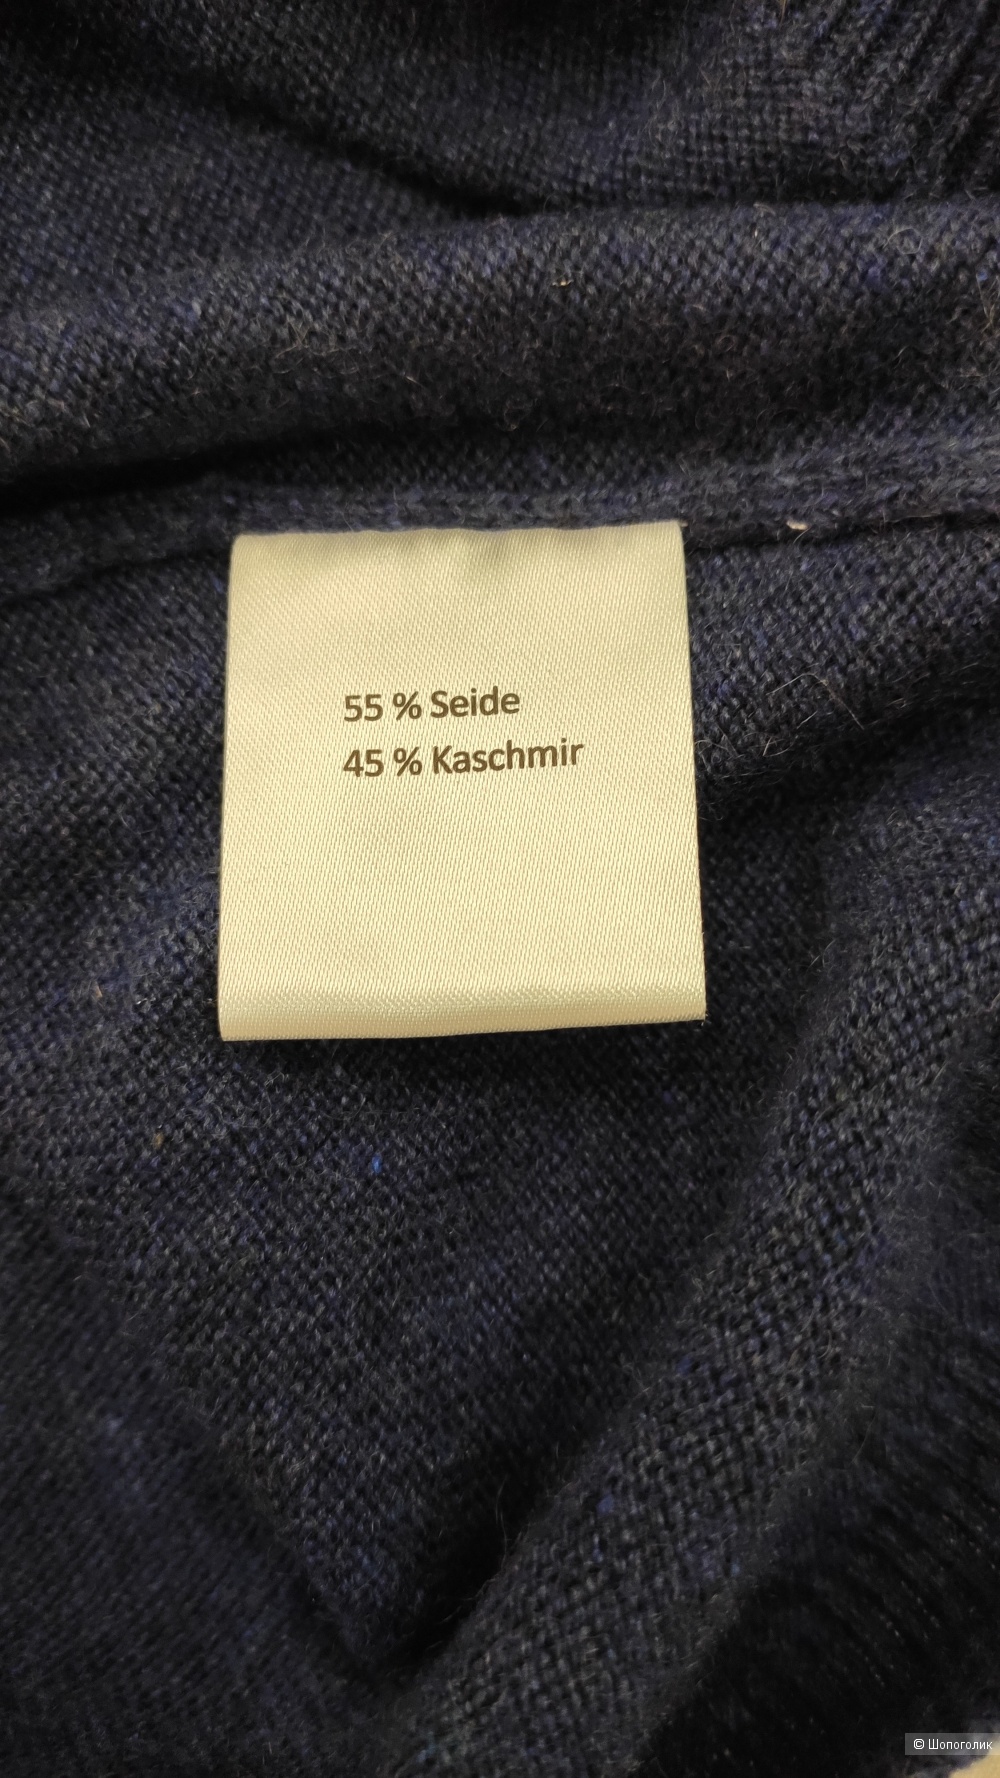 55 % Seide
45 % Kaschmir
© Шопоголик